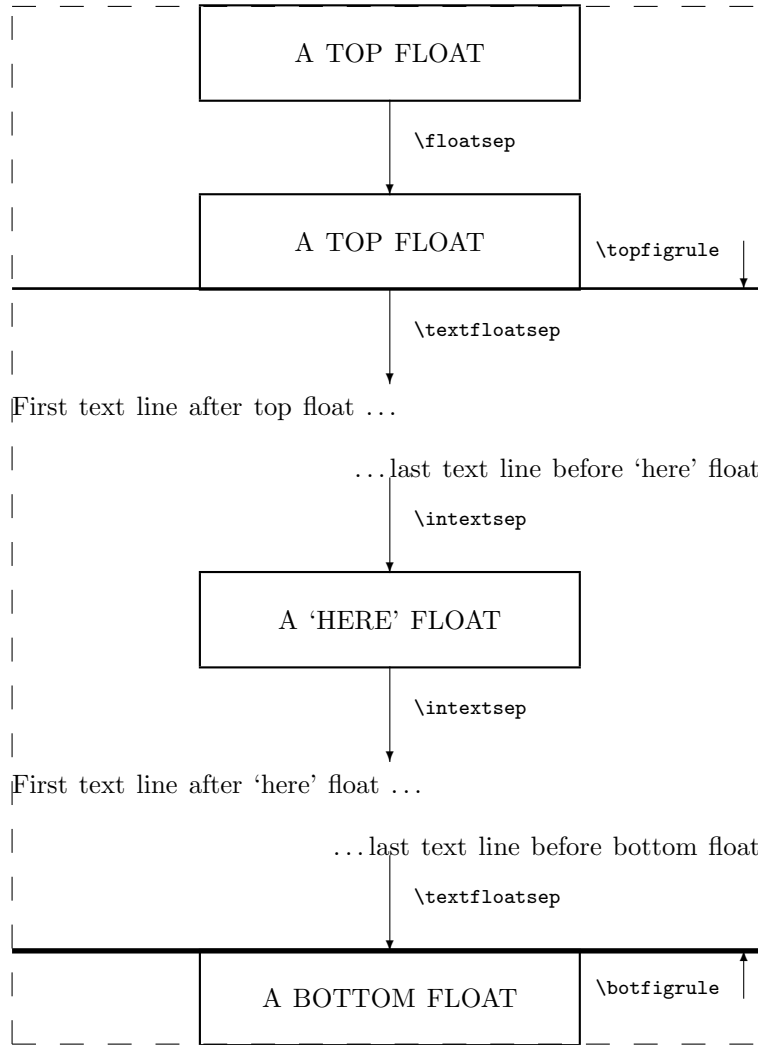 A TOP FLOAT
\floatsep
A TOP FLOAT
\topfigrule
\textfloatsep
First text line after top float …
…last text line before ‘here’ float
\intextsep
A ‘HERE’ FLOAT
\intextsep
First text line after ‘here’ float …
…last text line before bottom float
\textfloatsep
A BOTTOM FLOAT
\botfigrule